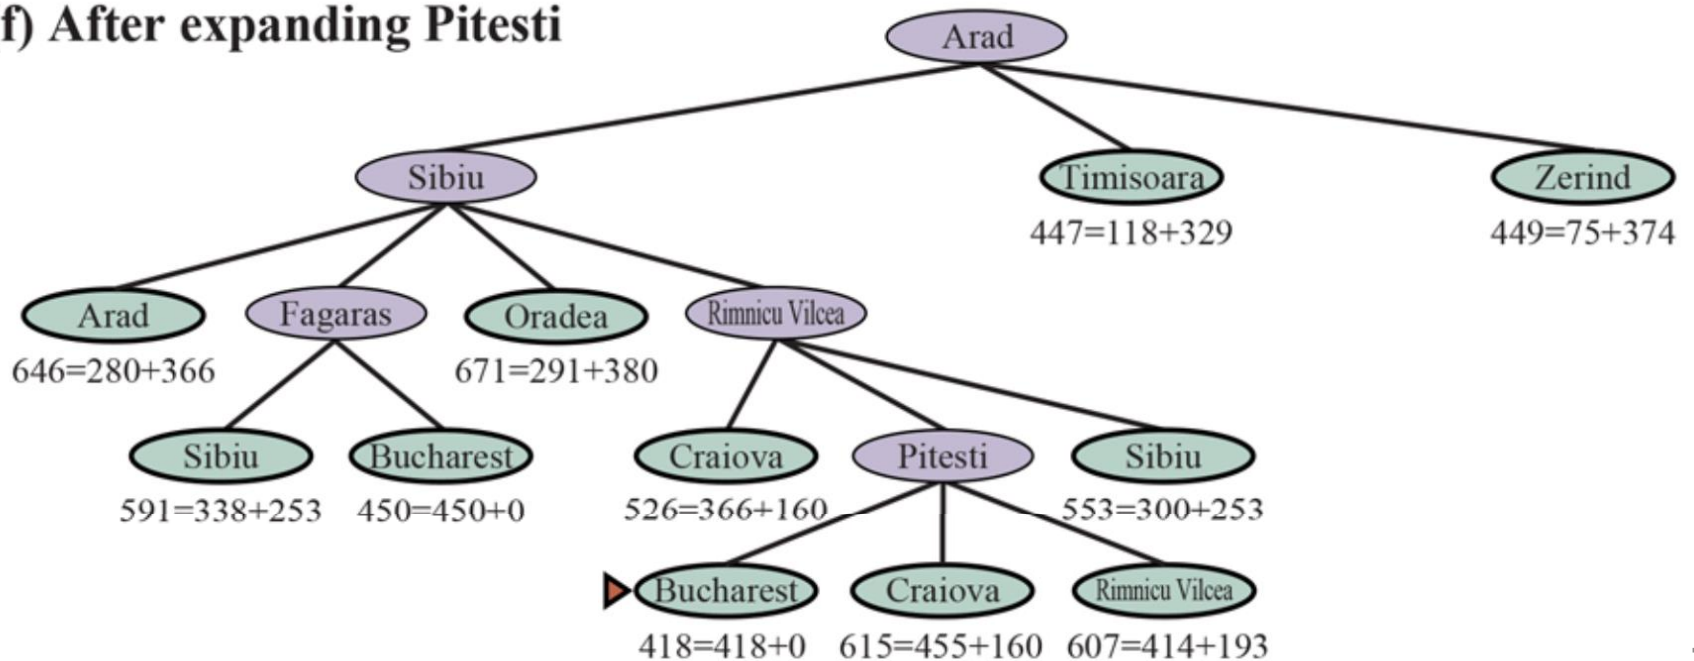 f) After expanding Pitesti
Arad
Sibiu
Timisoara
Zerind
447=118+329
449=75+374
Arad
Fagaras
Oradea
Rimnicu Vilcea
646=280+366
671=291+380
Sibiu
Bucharest
Craiova
Pitesti
Sibiu
591=338+253
450=450+0
526=366+160
553=300+253
Bucharest
Craiova
Rimnicu Vilcea
418=418+0
615=455+160
607=414+193